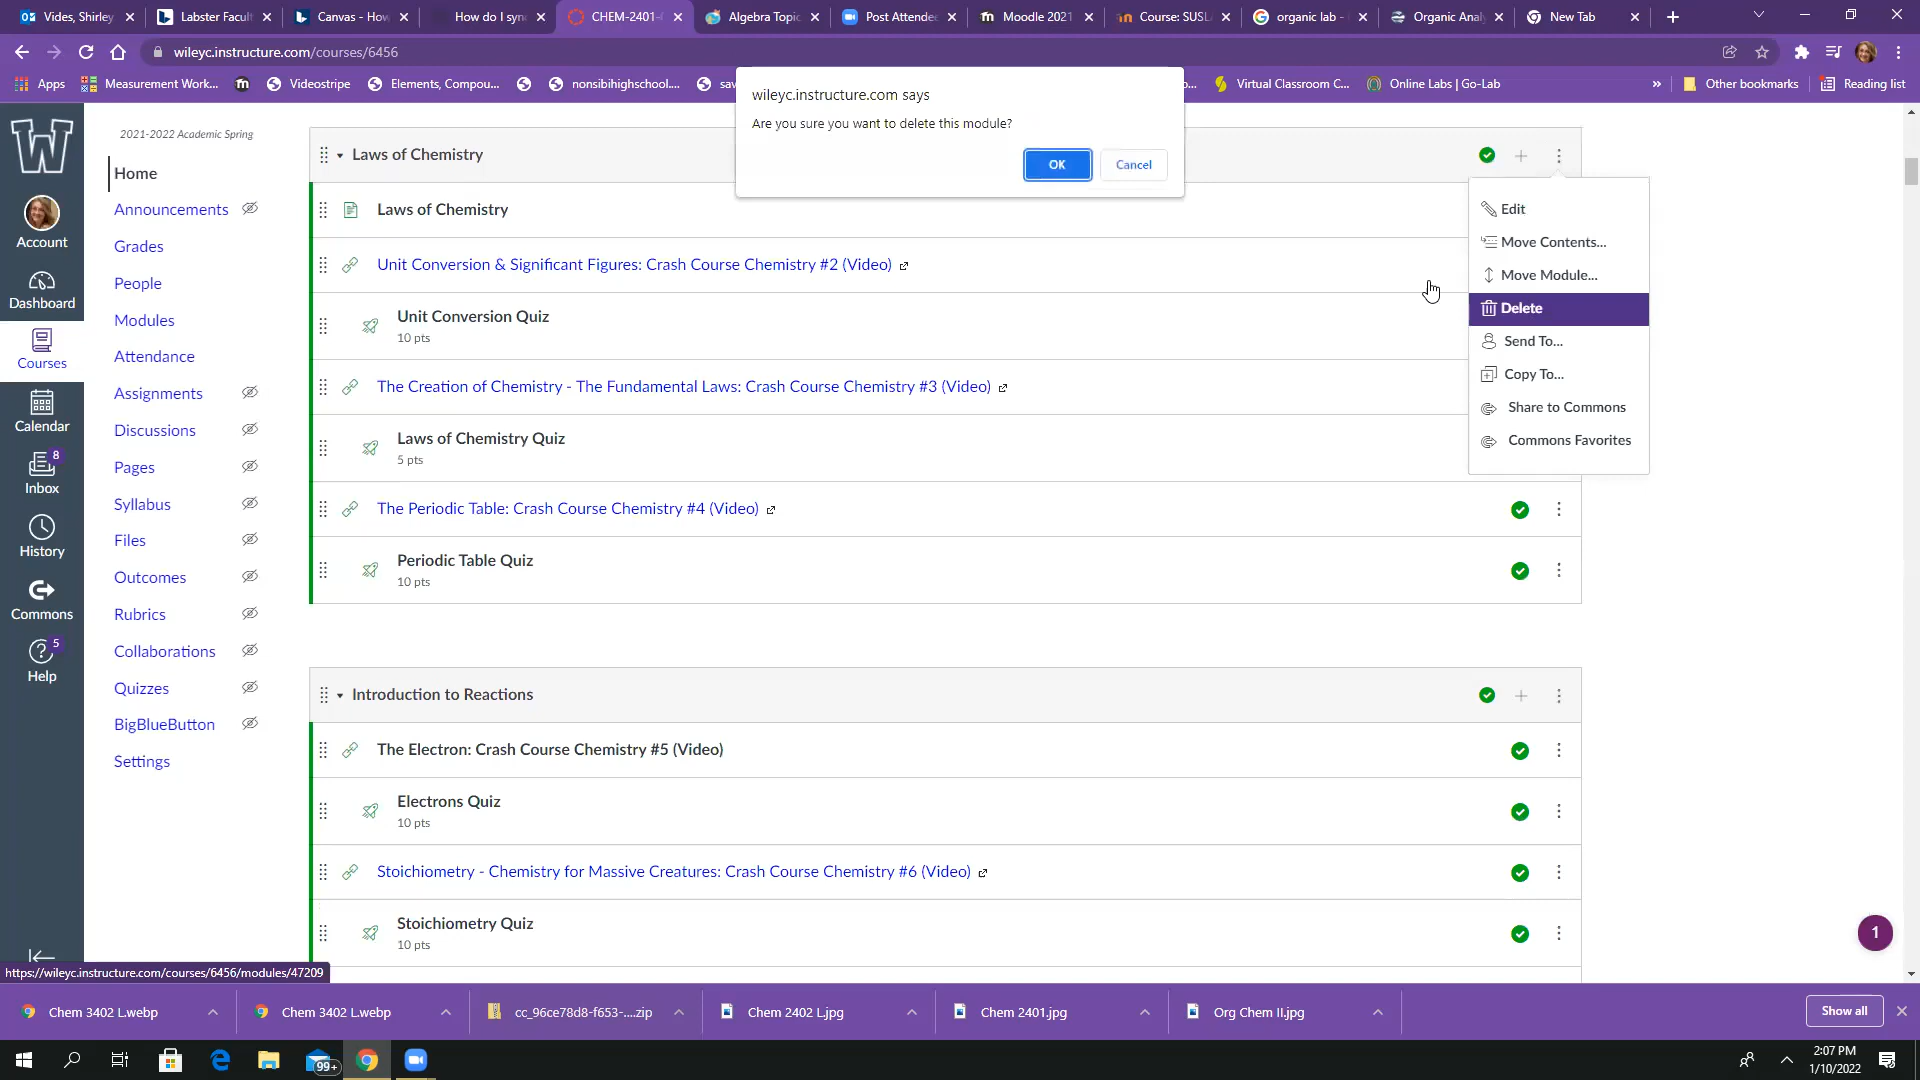 Vides, Shirley
Labster Facul
Canvas - How
How do I syn
CHEM-2401-
Algebra Topic
Post Attendee
Moodle 2021
Course: SUSL
organic lab -
Organic Anal
New Tab
wileyc.instructure.com/courses/6456
Apps
Measurement Work...
Videostripe
Elements, Compou...
nonsibihighschool....
sav
Virtual Classroom C...
Online Labs | Go-Lab
»
Other bookmarks
Reading list
wileyc.instructure.com says
Are you sure you want to delete this module?
OK
Cancel
W
Account
Dashboard
Courses
Calendar
8
Inbox
History
Commons
5
Help
2021-2022 Academic Spring
Home
Announcements
Grades
People
Modules
Attendance
Assignments
Discussions
Pages
Syllabus
Files
Outcomes
Rubrics
Collaborations
Quizzes
BigBlueButton
Settings
Laws of Chemistry
Laws of Chemistry
Unit Conversion & Significant Figures: Crash Course Chemistry #2 (Video)
Unit Conversion Quiz
10 pts
The Creation of Chemistry - The Fundamental Laws: Crash Course Chemistry #3 (Video)
Laws of Chemistry Quiz
5 pts
The Periodic Table: Crash Course Chemistry #4 (Video)
Periodic Table Quiz
10 pts
Edit
Move Contents...
Move Module...
Delete
Send To...
Copy To...
Share to Commons
Commons Favorites
Introduction to Reactions
The Electron: Crash Course Chemistry #5 (Video)
Electrons Quiz
10 pts
Stoichiometry - Chemistry for Massive Creatures: Crash Course Chemistry #6 (Video)
Stoichiometry Quiz
10 pts
1
https://wileyc.instructure.com/courses/6456/modules/47209
Chem 3402 L.webp
Chem 3402 L.webp
cc_96ce78d8-f653-....zip
Chem 2402 L.jpg
Chem 2401.jpg
Org Chem II.jpg
Show all
99+
2:07 PM
1/10/2022